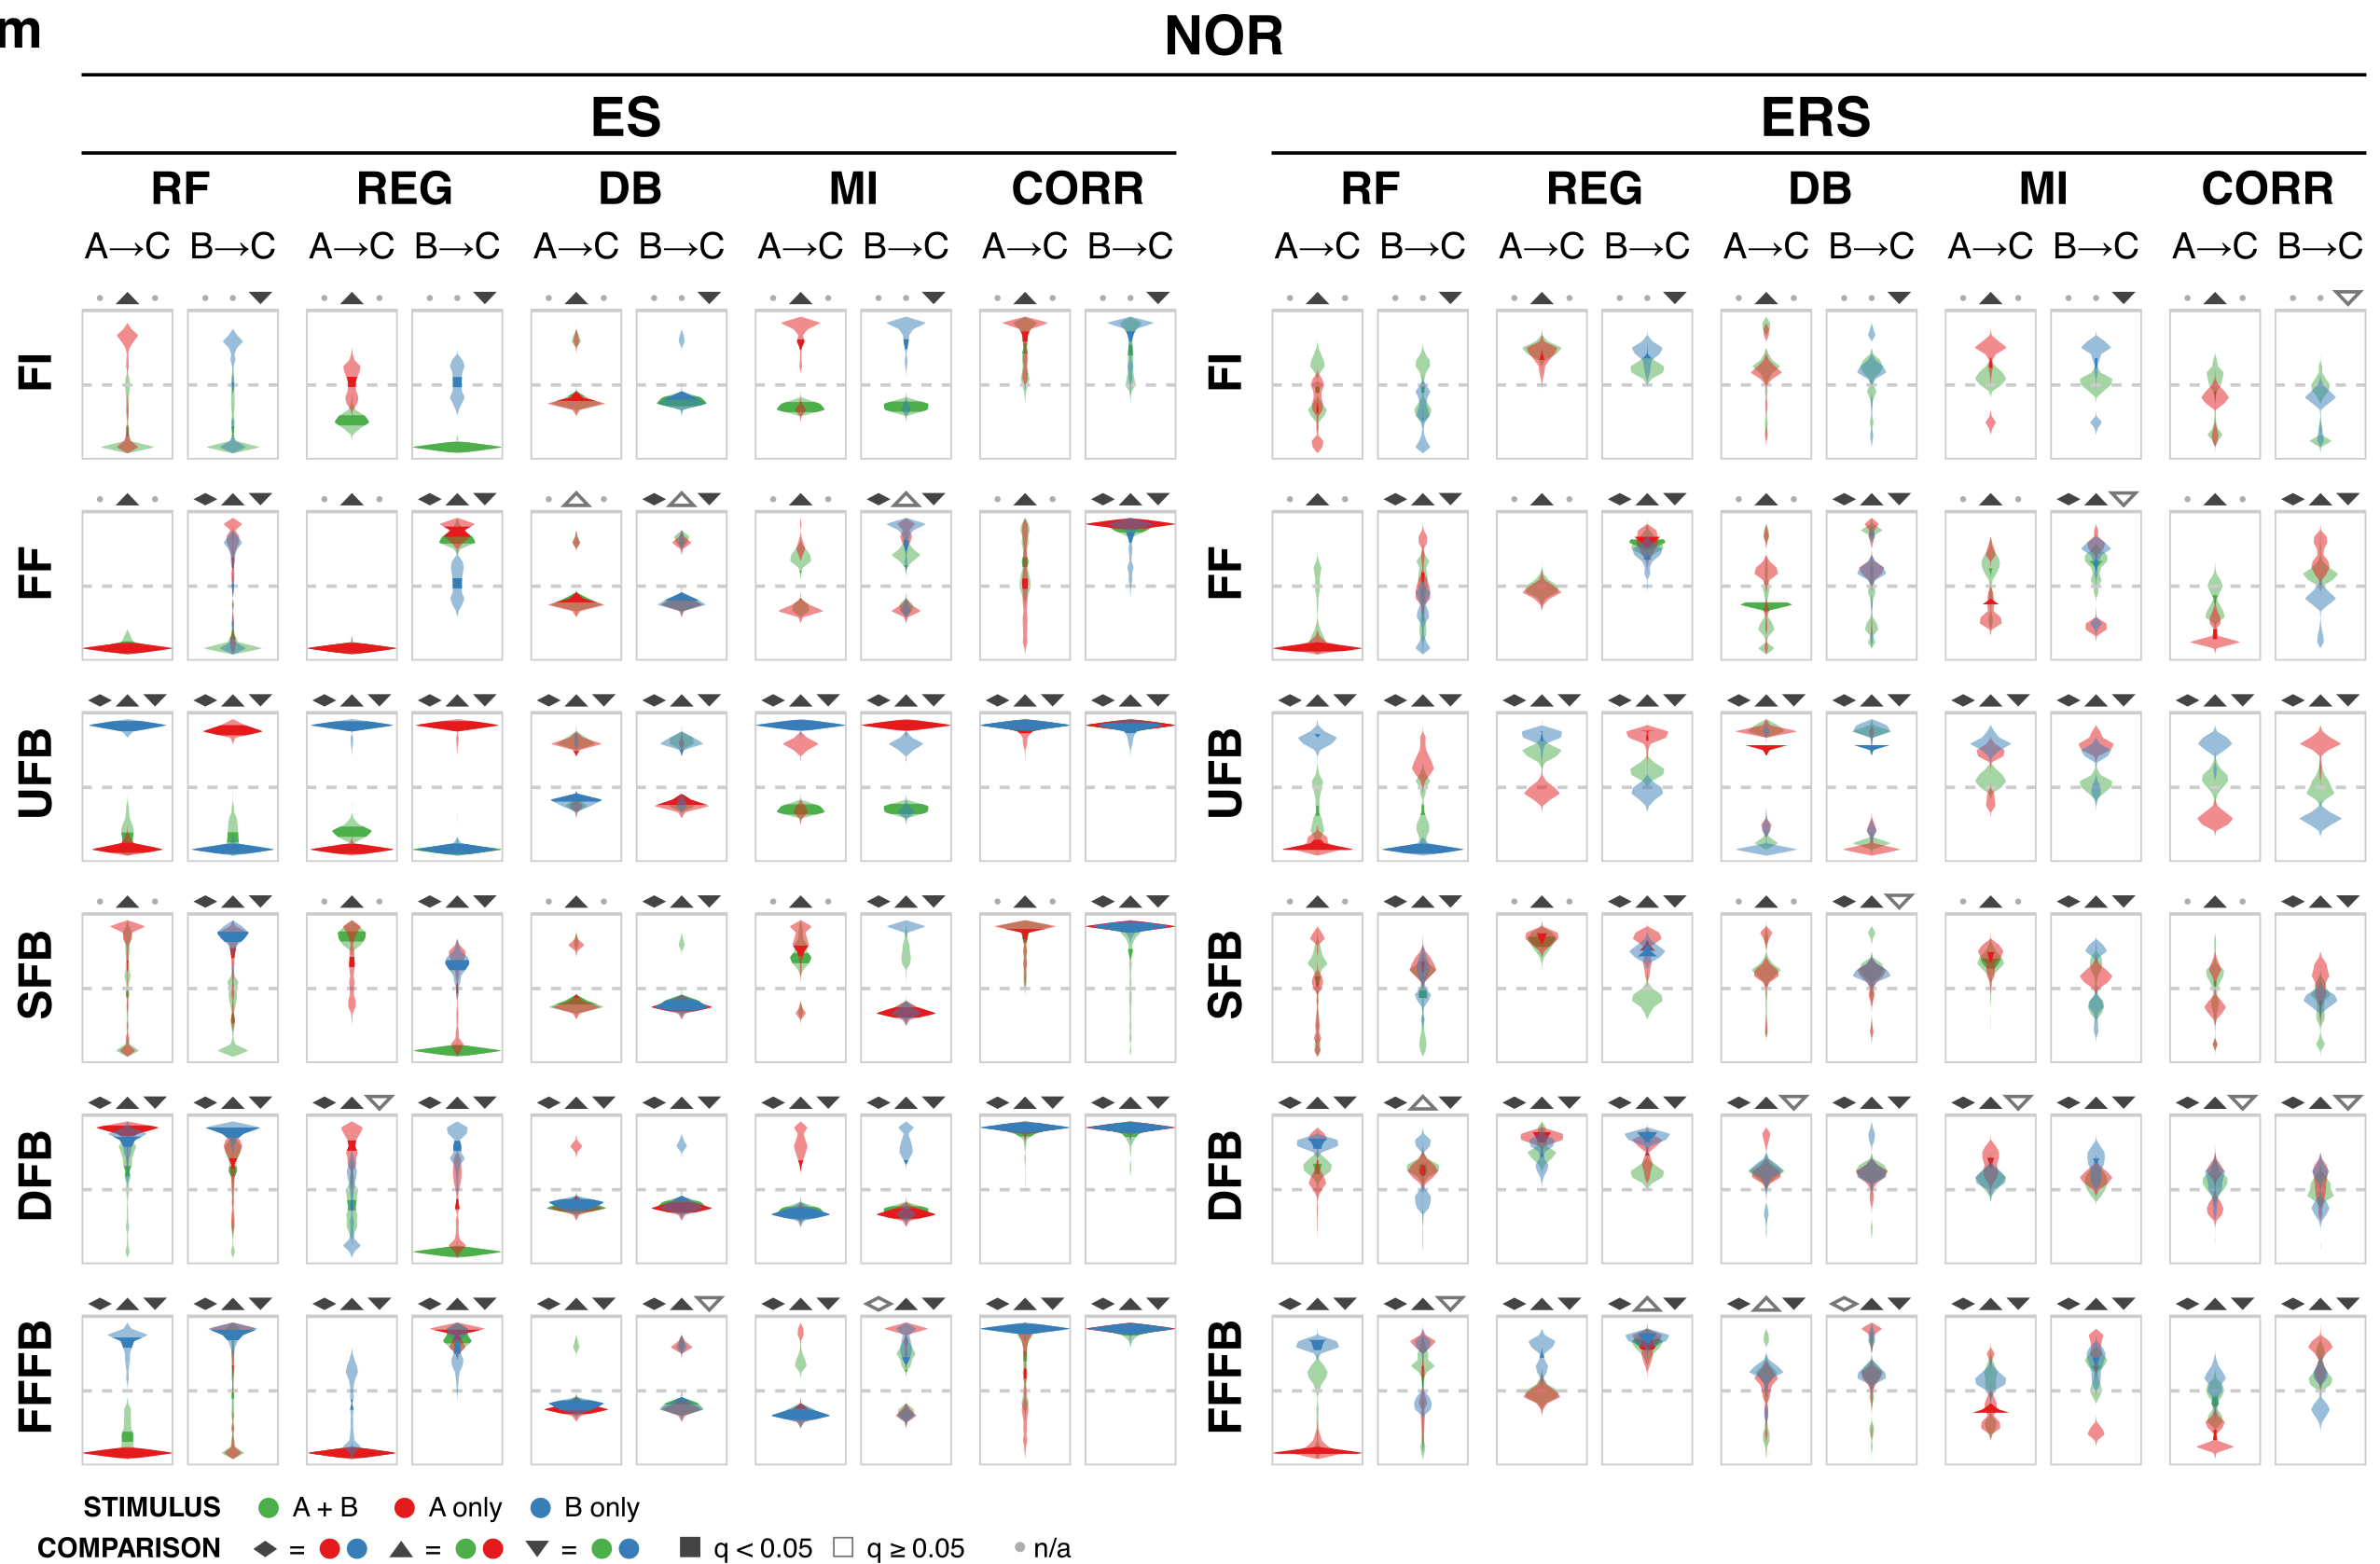 m
NOR
ES ERS
RF REG DB MI CORR RF REG DB MI CORR
A→C B→C A→C B→C A→C B→C A→C B→C A→C B→C A→C B→C A→C B→C A→C B→C A→C B→C A→C B→C
FI FI
FF FF
UFB UFB
SFB SFB
DFB DFB
FFFB FFFB
STIMULUS A + B A only B only
COMPARISON = = = q < 0.05 q ≥ 0.05 n/a